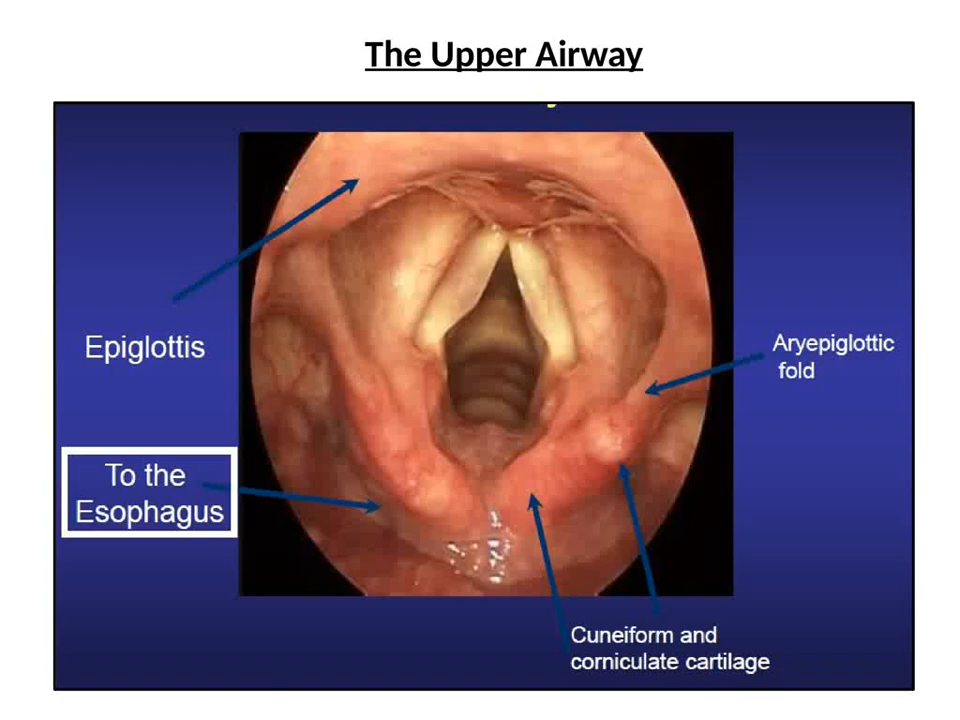 The Upper Airway
Epiglottis
Aryepiglottic
fold
To the
Esophagus
Cuneiform and
corniculate cartilage